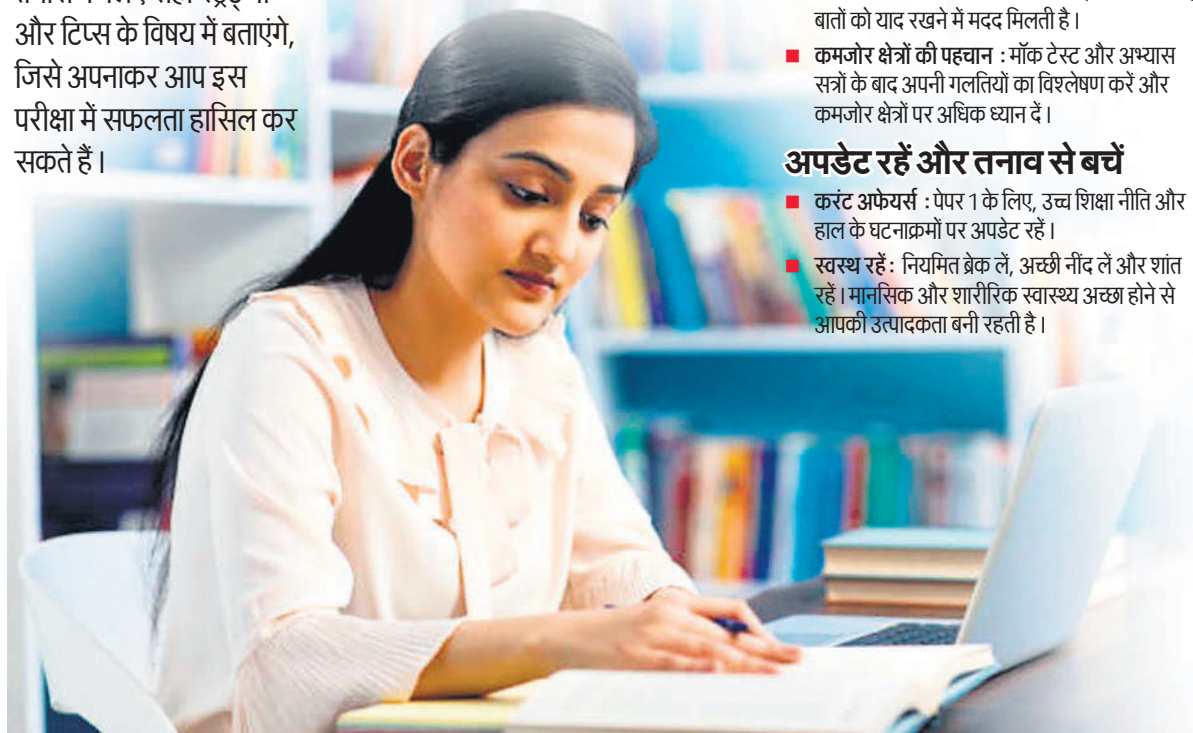 और टिप्स के विषय में बताएंगे,
जिसे अपनाकर आप इस
परीक्षा में सफलता हासिल कर
सकते हैं।
बातों को याद रखने में मदद मिलती है।
■ कमजोर क्षेत्रों की पहचान : मॉक टेस्ट और अभ्यास
सत्रों के बाद अपनी गलतियों का विश्लेषण करें और
कमजोर क्षेत्रों पर अधिक ध्यान दें।
अपडेट रहें और तनाव से बचें
■ करंट अफेयर्स : पेपर 1 के लिए, उच्च शिक्षा नीति और
हाल के घटनाक्रमों पर अपडेट रहें।
■ स्वस्थ रहें : नियमित ब्रेक लें, अच्छी नींद लें और शांत
रहें। मानसिक और शारीरिक स्वास्थ्य अच्छा होने से
आपकी उत्पादकता बनी रहती है।